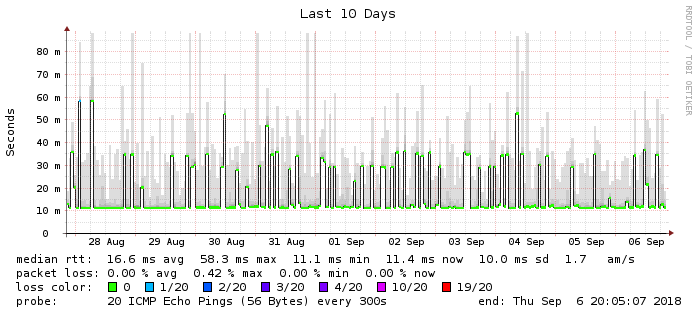 Last 10 Days
RRDTOOL / TOBI OETIKER
Seconds
80 m
70 m
60 m
50 m
40 m
30 m
20 m
10 m
0
28 Aug 29 Aug 30 Aug 31 Aug 01 Sep 02 Sep 03 Sep 04 Sep 05 Sep 06 Sep
median rtt: 16.6 ms avg 58.3 ms max 11.1 ms min 11.4 ms now 10.0 ms sd 1.7 am/s
packet loss: 0.00 % avg 0.42 % max 0.00 % min 0.00 % now
loss color: 0 1/20 2/20 3/20 4/20 10/20 19/20
probe: 20 ICMP Echo Pings (56 Bytes) every 300s end: Thu Sep 6 20:05:07 2018